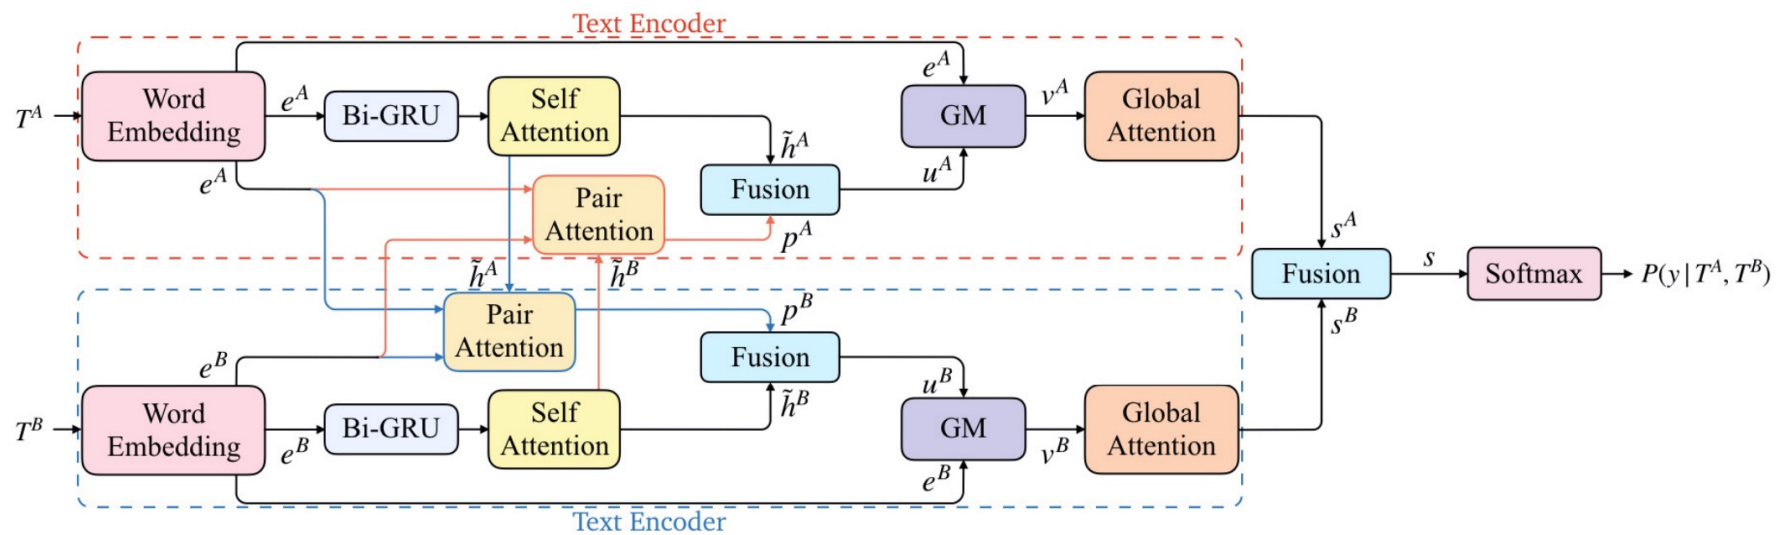 Text Encoder
T^A
Word
Embedding
e^A
e^A
Bi-GRU
Self
Attention
h̃^A
Pair
Attention
Fusion
p^A
u^A
e^A
GM
v^A
Global
Attention
s^A
h̃^A
h̃^B
Fusion
s
Softmax
P(y | T^A, T^B)
s^B
Pair
Attention
p^B
Fusion
h̃^B
u^B
e^B
T^B
Word
Embedding
e^B
Bi-GRU
Self
Attention
GM
e^B
v^B
Global
Attention
Text Encoder